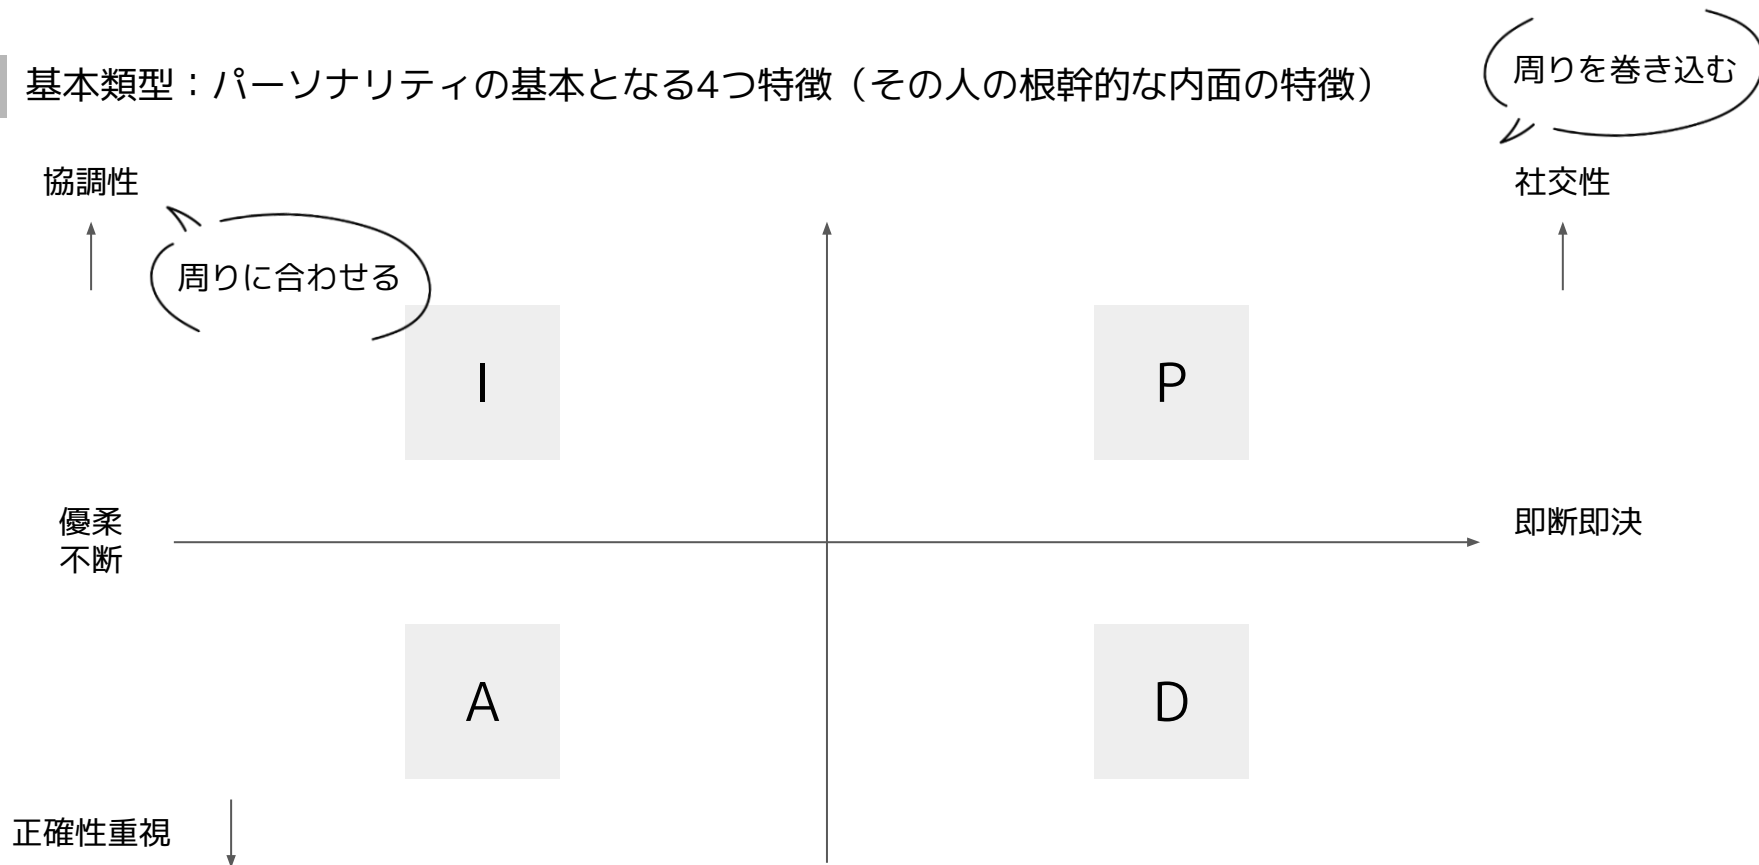 周りを巻き込む
基本類型：パーソナリティの基本となる4つ特徴（その人の根幹的な内面の特徴）
協調性
社交性
周りに合わせる
I
P
優柔
不断
即断即決
A
D
正確性重視